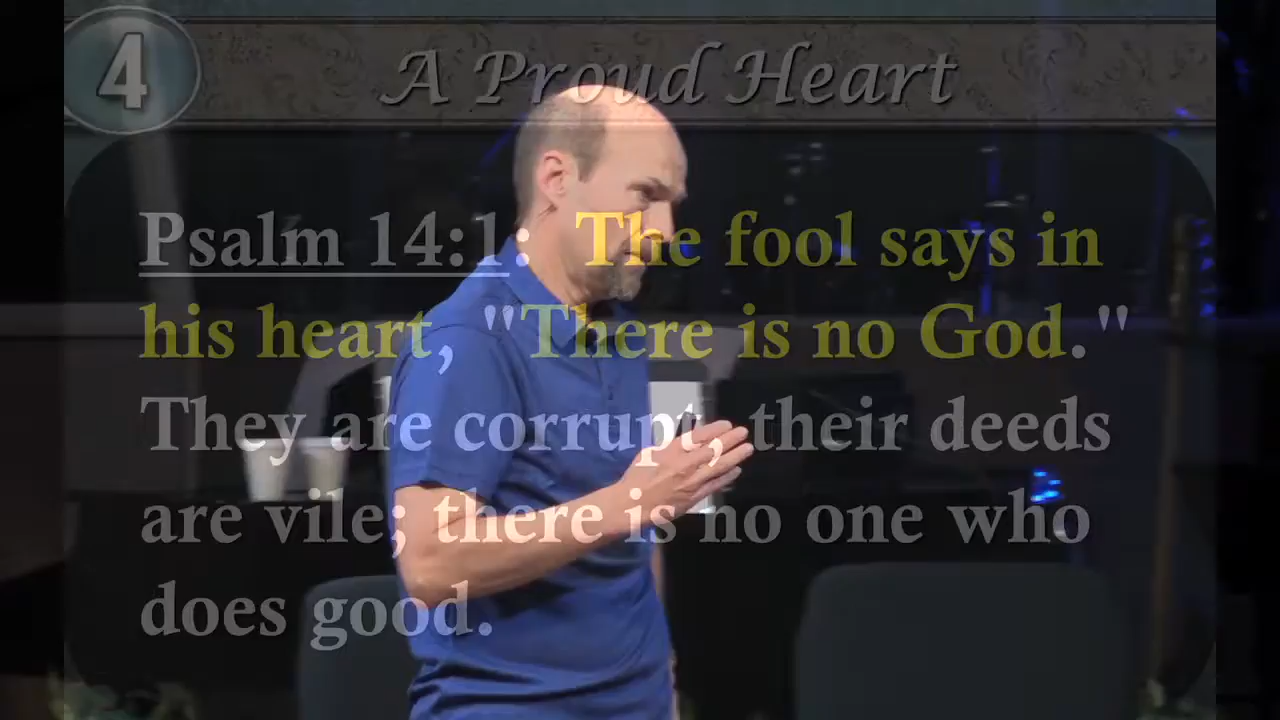 4
A Proud Heart
Psalm 14:1: The fool says in
his heart, "There is no God."
They are corrupt, their deeds
are vile; there is no one who
does good.